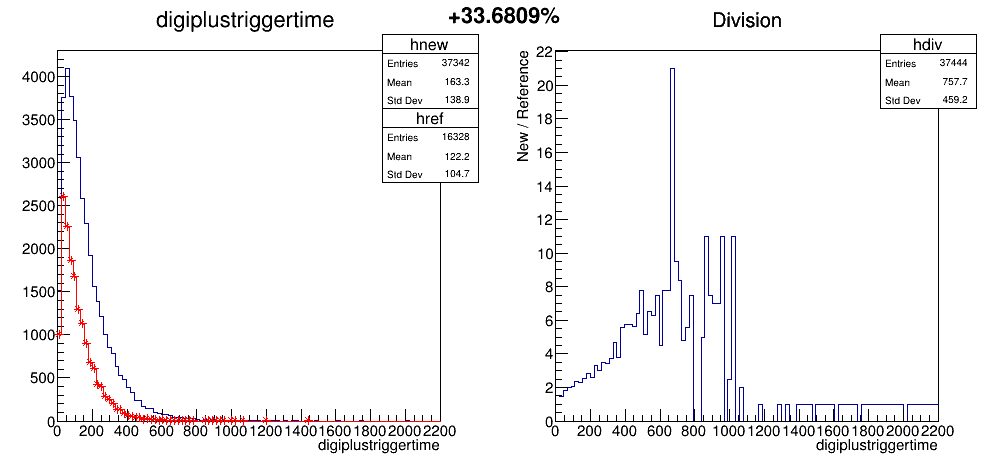 digiplustriggertime
+33.6809%
Division
hnew
Entries 37342
Mean 163.3
Std Dev 138.9
href
Entries 16328
Mean 122.2
Std Dev 104.7
4000
3500
3000
2500
2000
1500
1000
500
0
0 200 400 600 800 1000 1200 1400 1600 1800 2000 2200
digiplustriggertime
hdiv
Entries 37444
Mean 757.7
Std Dev 459.2
New / Reference
22
20
18
16
14
12
10
8
6
4
2
0
0 200 400 600 800 1000 1200 1400 1600 1800 2000 2200
digiplustriggertime